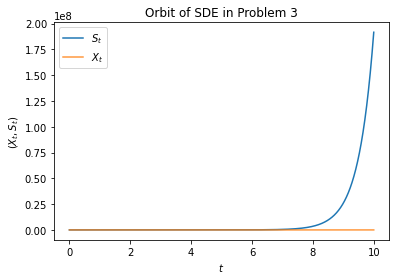 Orbit of SDE in Problem 3
1e8
2.00
1.75
1.50
1.25
1.00
0.75
0.50
0.25
0.00
(X_t, S_t)
S_t
X_t
0 2 4 6 8 10
t